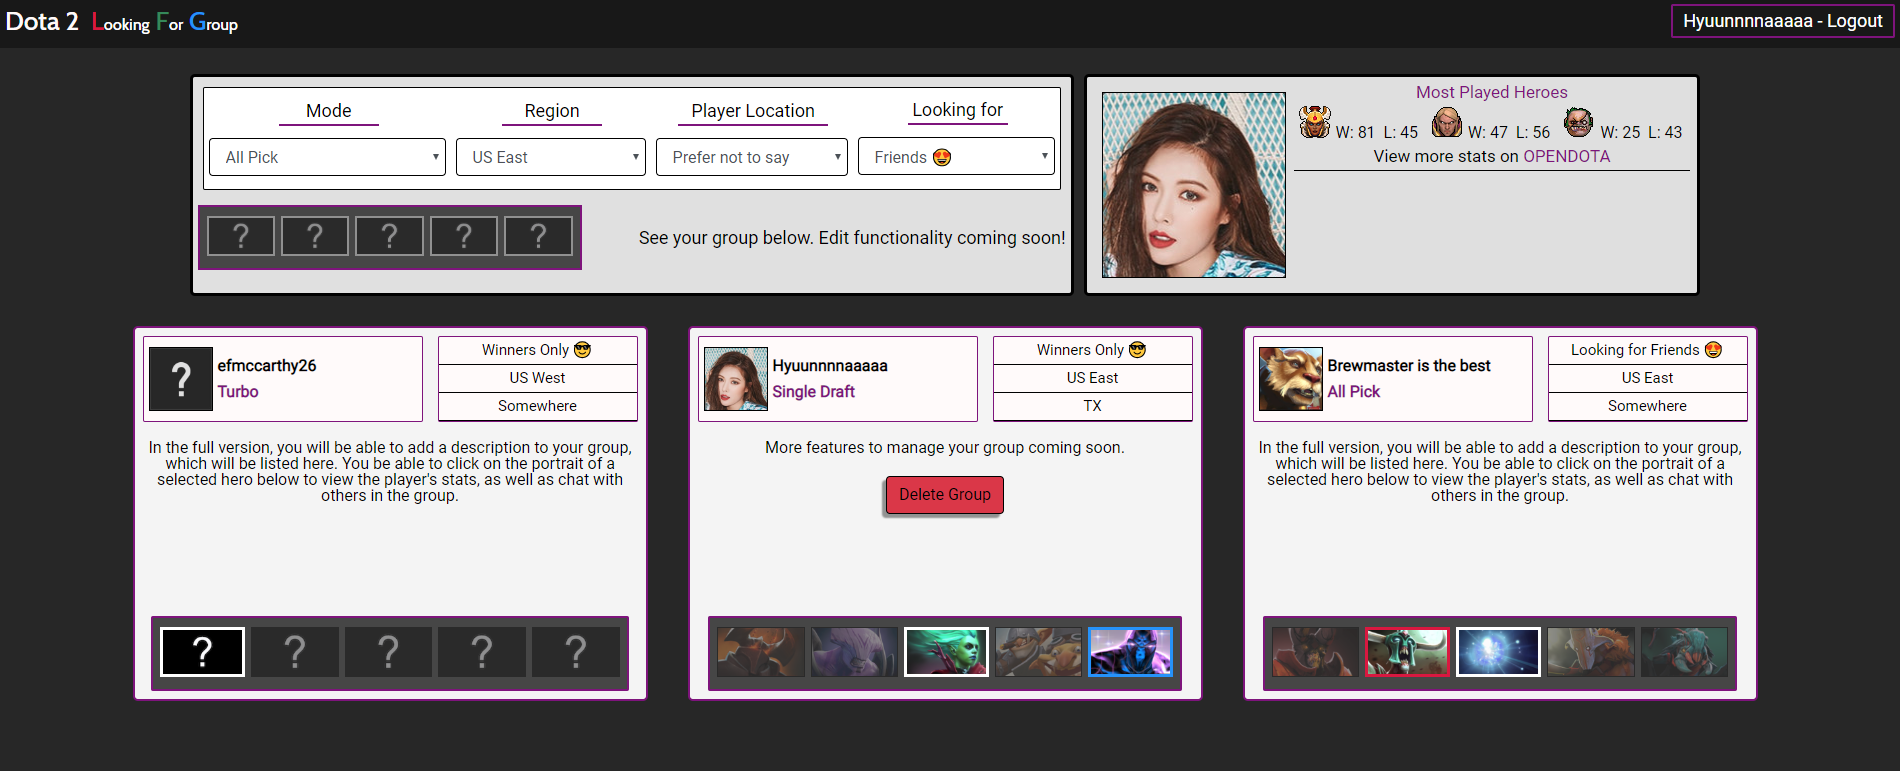 Dota 2 Looking For Group
Hyuunnnnaaaaa - Logout
Mode
Region
Player Location
Looking for
All Pick
US East
Prefer not to say
Friends 😍
? ? ? ? ?
See your group below. Edit functionality coming soon!
Most Played Heroes
W: 81 L: 45 W: 47 L: 56 W: 25 L: 43
View more stats on OPENDOTA
?
efmccarthy26
Turbo
Winners Only 😎
US West
Somewhere
In the full version, you will be able to add a description to your group,
which will be listed here. You be able to click on the portrait of a
selected hero below to view the player's stats, as well as chat with
others in the group.
? ? ? ? ?
Hyuunnnnaaaaa
Single Draft
Winners Only 😎
US East
TX
More features to manage your group coming soon.
Delete Group
Brewmaster is the best
All Pick
Looking for Friends 😍
US East
Somewhere
In the full version, you will be able to add a description to your group,
which will be listed here. You be able to click on the portrait of a
selected hero below to view the player's stats, as well as chat with
others in the group.